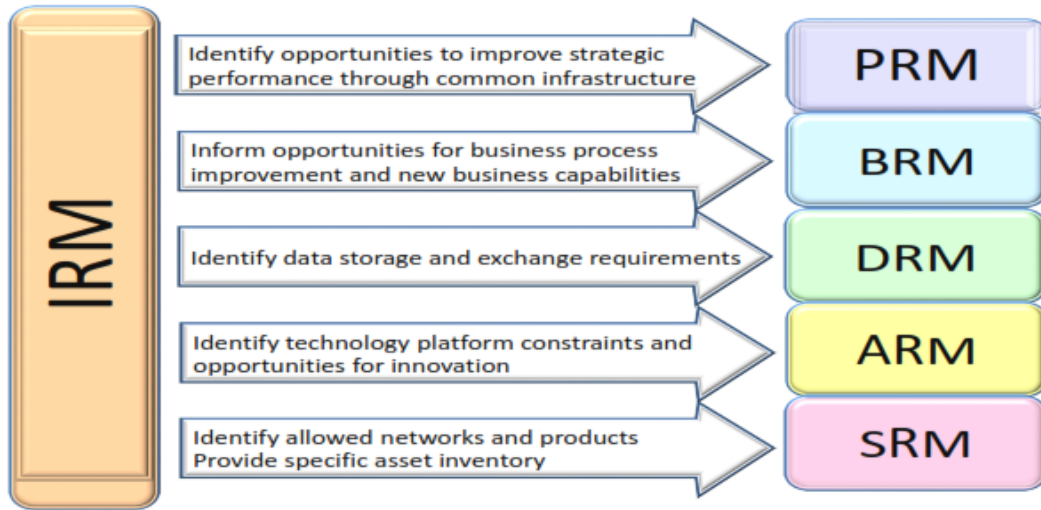 IRM
Identify opportunities to improve strategic
performance through common infrastructure
PRM
Inform opportunities for business process
improvement and new business capabilities
BRM
Identify data storage and exchange requirements
DRM
Identify technology platform constraints and
opportunities for innovation
ARM
Identify allowed networks and products
Provide specific asset inventory
SRM